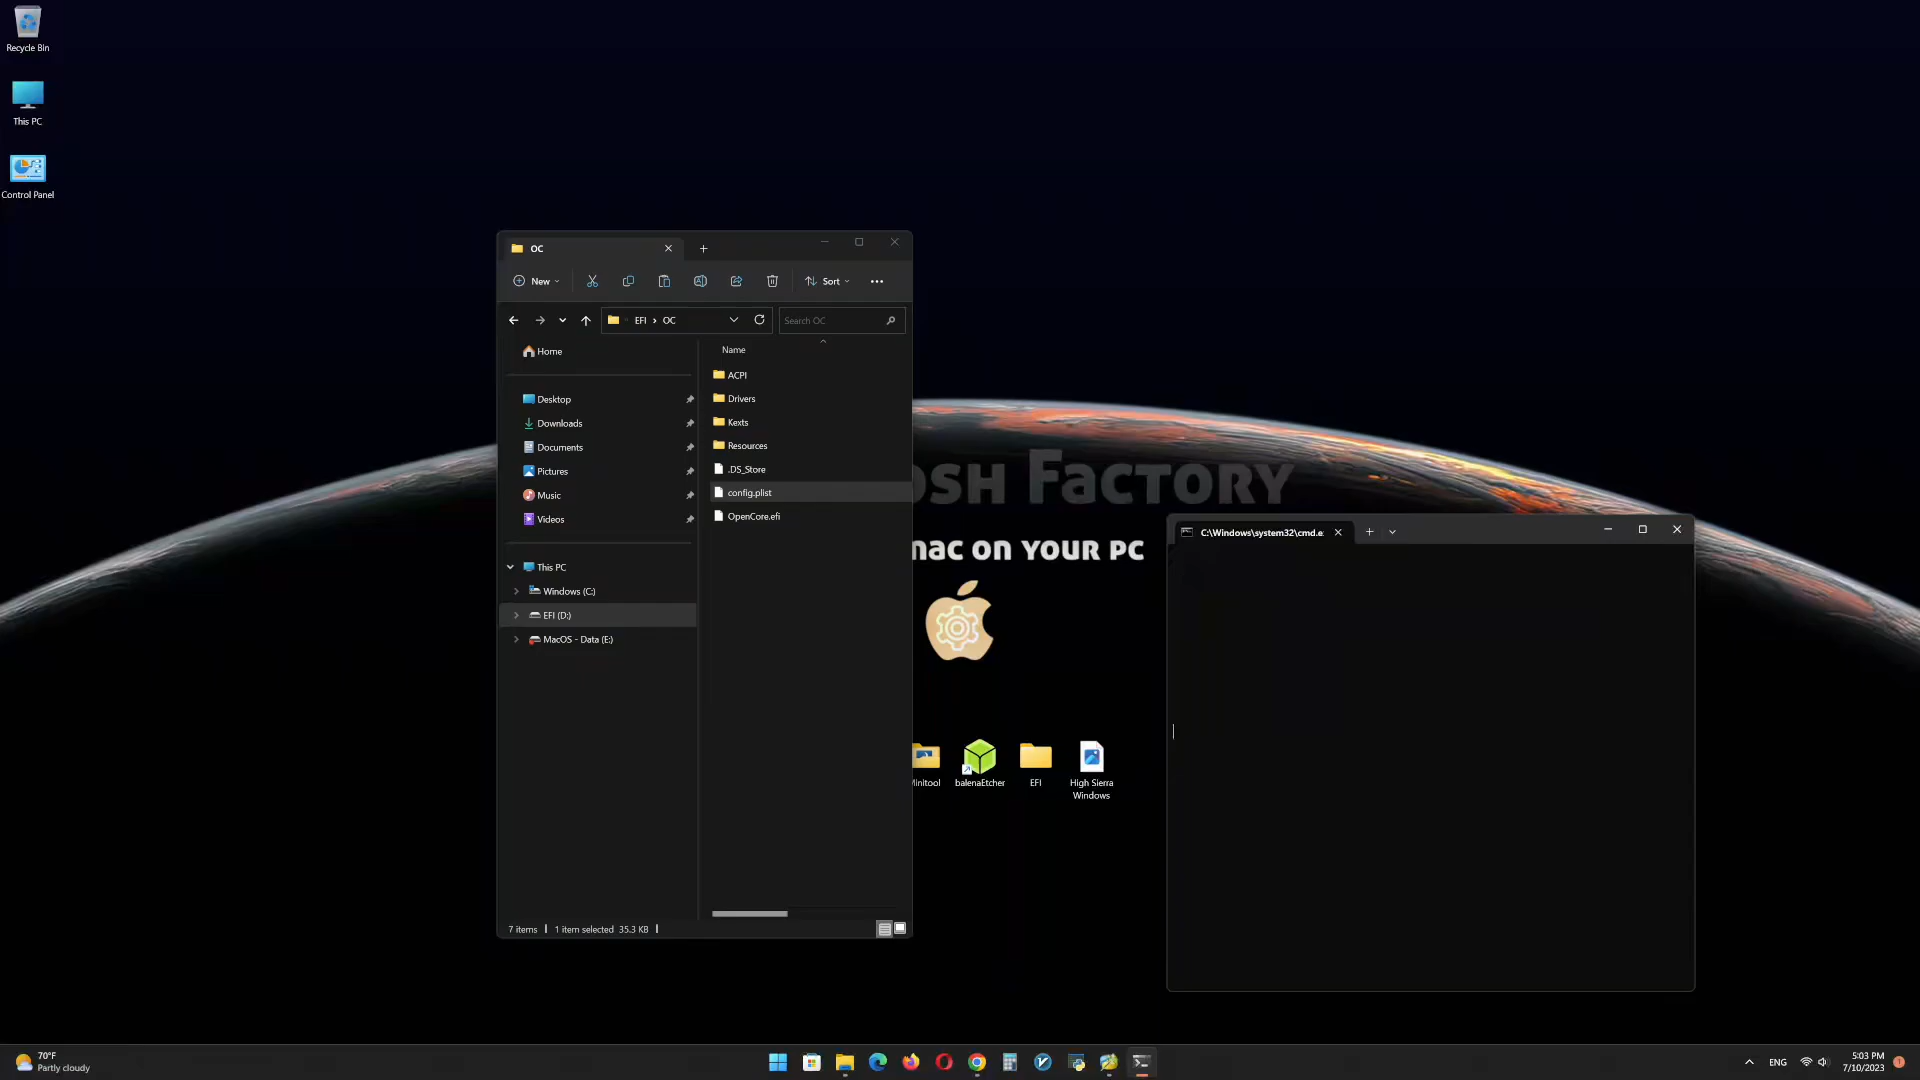 Recycle Bin
This PC
Control Panel
OC
New
Sort
EFI › OC
Search OC
Home
Name
ACPI
Desktop
Drivers
Downloads
Kexts
Documents
Resources
Pictures
.DS_Store
Music
config.plist
Videos
OpenCore.efi
This PC
Windows (C:)
EFI (D:)
MacOS - Data (E:)
7 items
1 item selected 35.3 KB
OSH FACTORY
mac on your pc
C:\Windows\system32\cmd.e
Minitool
balenaEtcher
EFI
High Sierra
Windows
70°F
Partly cloudy
ENG
5:03 PM
7/10/2023
1